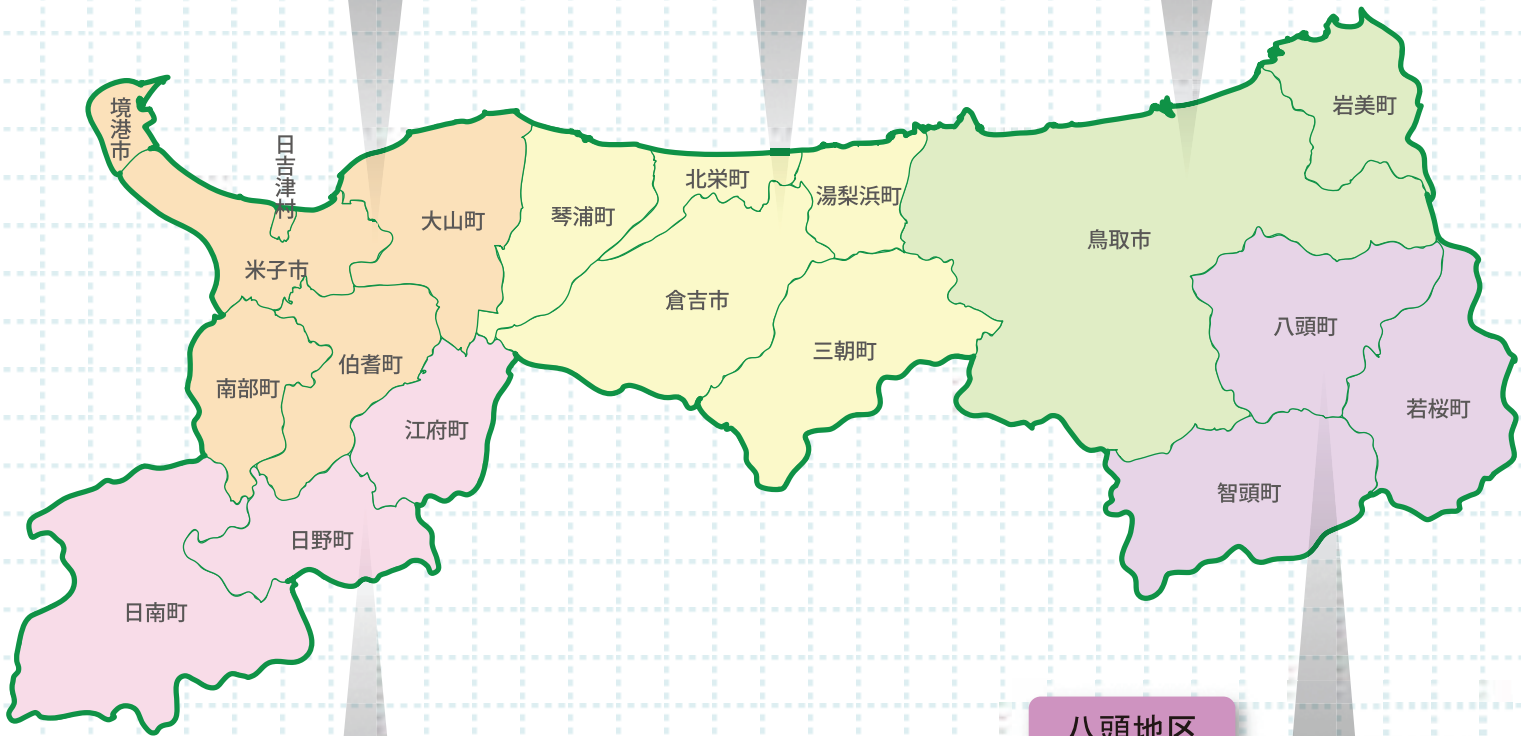 境港市
日吉津村
米子市
大山町
琴浦町
北栄町
湯梨浜町
鳥取市
岩美町
倉吉市
三朝町
八頭町
若桜町
智頭町
南部町
伯耆町
江府町
日野町
日南町
八頭地区